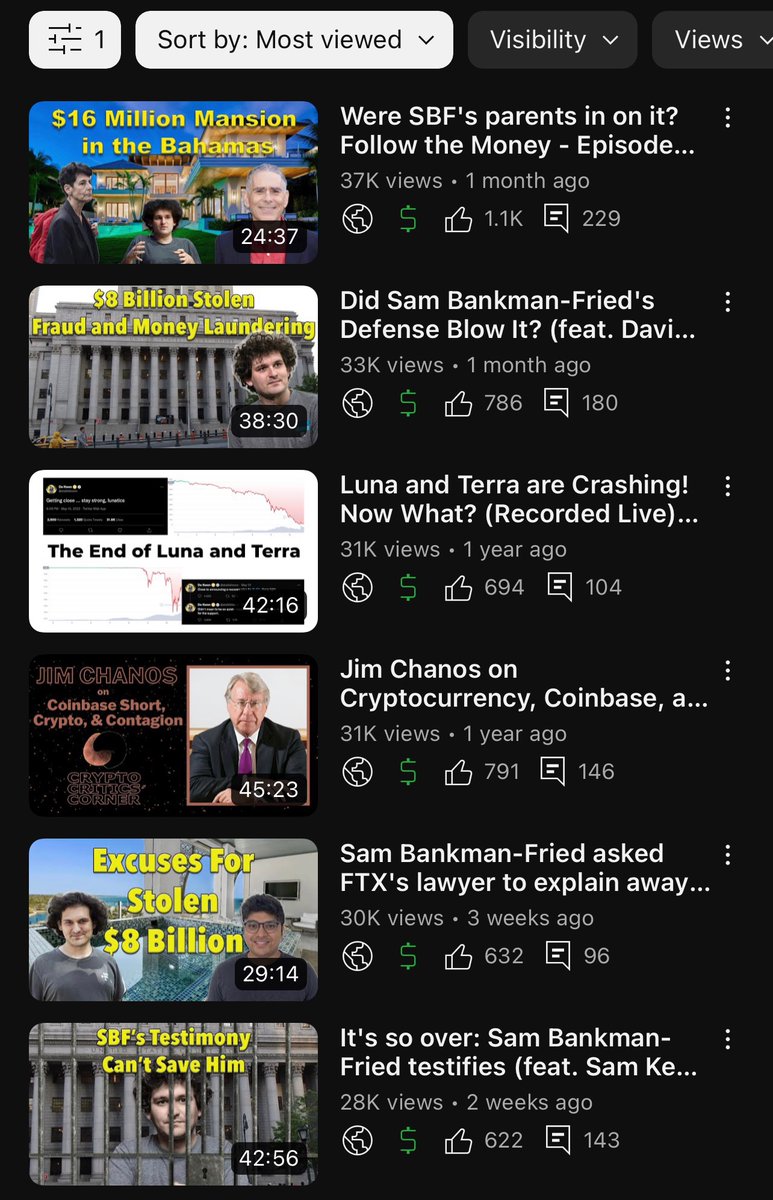 1
Sort by: Most viewed
Visibility
Views
$16 Million Mansion
in the Bahamas
24:37
Were SBF's parents in on it?
Follow the Money - Episode...
37K views • 1 month ago
1.1K
229
$8 Billion Stolen
Fraud and Money Laundering
38:30
Did Sam Bankman-Fried's
Defense Blow It? (feat. Davi...
33K views • 1 month ago
786
180
Getting close ... stay strong, lunatics
The End of Luna and Terra
42:16
Luna and Terra are Crashing!
Now What? (Recorded Live)...
31K views • 1 year ago
694
104
JIM CHANOS
on
Coinbase Short,
Crypto, & Contagion
CRYPTO
CRITICS'
CORNER
45:23
Jim Chanos on
Cryptocurrency, Coinbase, a...
31K views • 1 year ago
791
146
Excuses For
Stolen
$8 Billion
29:14
Sam Bankman-Fried asked
FTX's lawyer to explain away...
30K views • 3 weeks ago
632
96
SBF's Testimony
Can't Save Him
42:56
It's so over: Sam Bankman-
Fried testifies (feat. Sam Ke...
28K views • 2 weeks ago
622
143